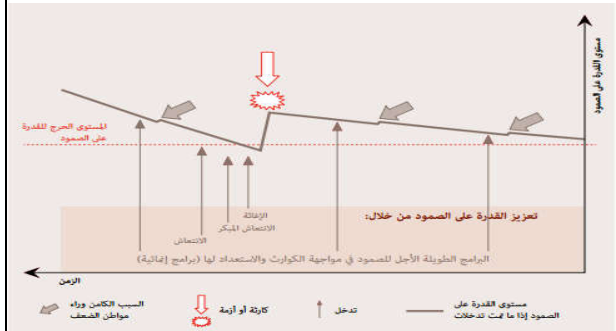 مستوى القدرة على الصمود
المستوى الحرج للقدرة
على الصمود
تعزيز القدرة على الصمود من خلال:
الإغاثة
الانتعاش المبكر
الانتعاش
البرامج الطويلة الأجل للصمود في مواجهة الكوارث والاستعداد لها (برامج إنمائية)
الزمن
مستوى القدرة على
الصمود إذا ما تمت تدخلات
تدخل
كارثة أو أزمة
السبب الكامن وراء
مواطن الضعف